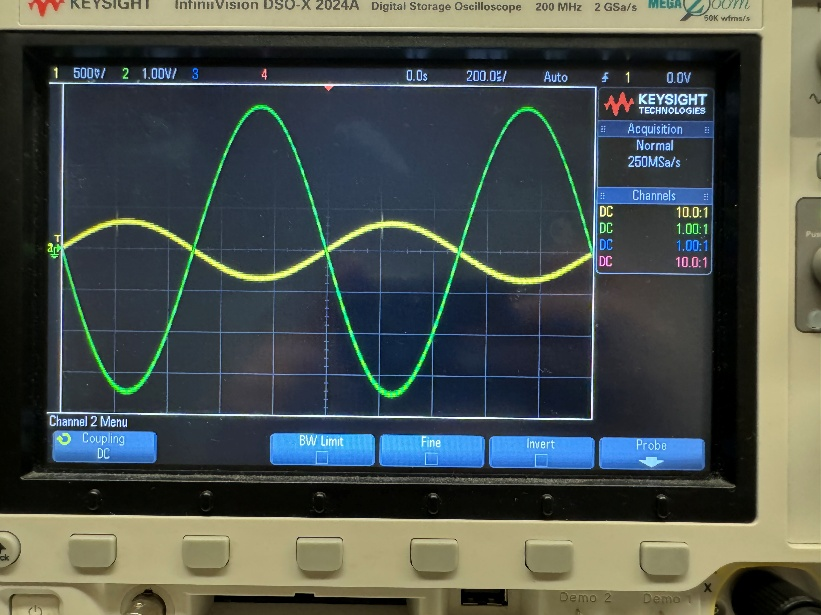 KEYSIGHT InfiniiVision DSO-X 2024A Digital Storage Oscilloscope 200 MHz 2 GSa/s MEGA Zoom
50K wfms/s
1 500V/ 2 1.00V/ 3 4 0.0s 200.0s/ Auto 1 0.0V
KEYSIGHT
TECHNOLOGIES
Acquisition
Normal
250MSa/s
Channels
DC 10.0:1
DC 1.00:1
DC 1.00:1
DC 10.0:1
T
Channel 2 Menu
Coupling
DC
BW Limit
Fine
Invert
Probe
Demo 2
Demo 1